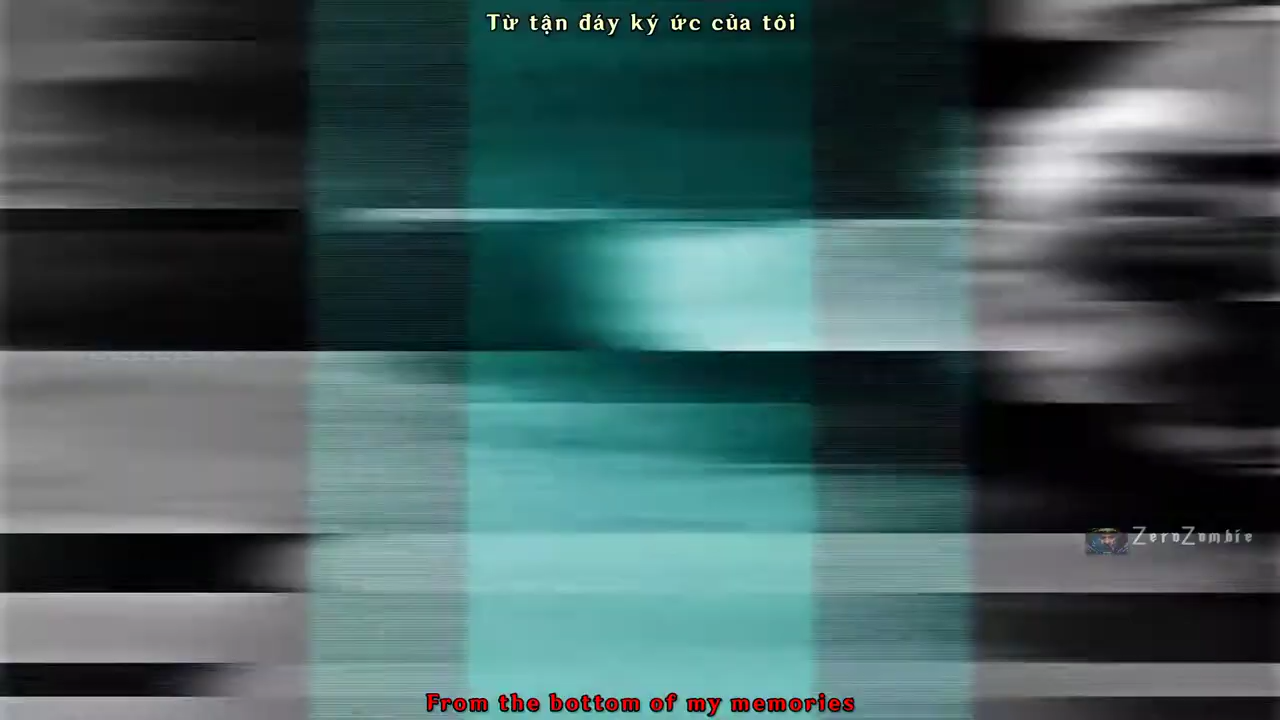 Từ tận đáy ký ức của tôi
ZeroZombie
From the bottom of my memories